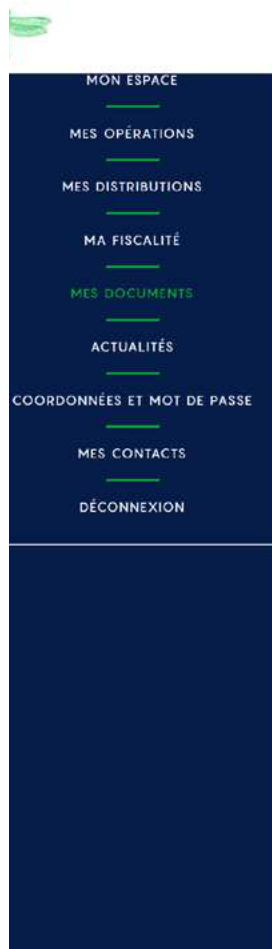 MON ESPACE
MES OPÉRATIONS
MES DISTRIBUTIONS
MA FISCALITÉ
MES DOCUMENTS
ACTUALITÉS
COORDONNÉES ET MOT DE PASSE
MES CONTACTS
DÉCONNEXION